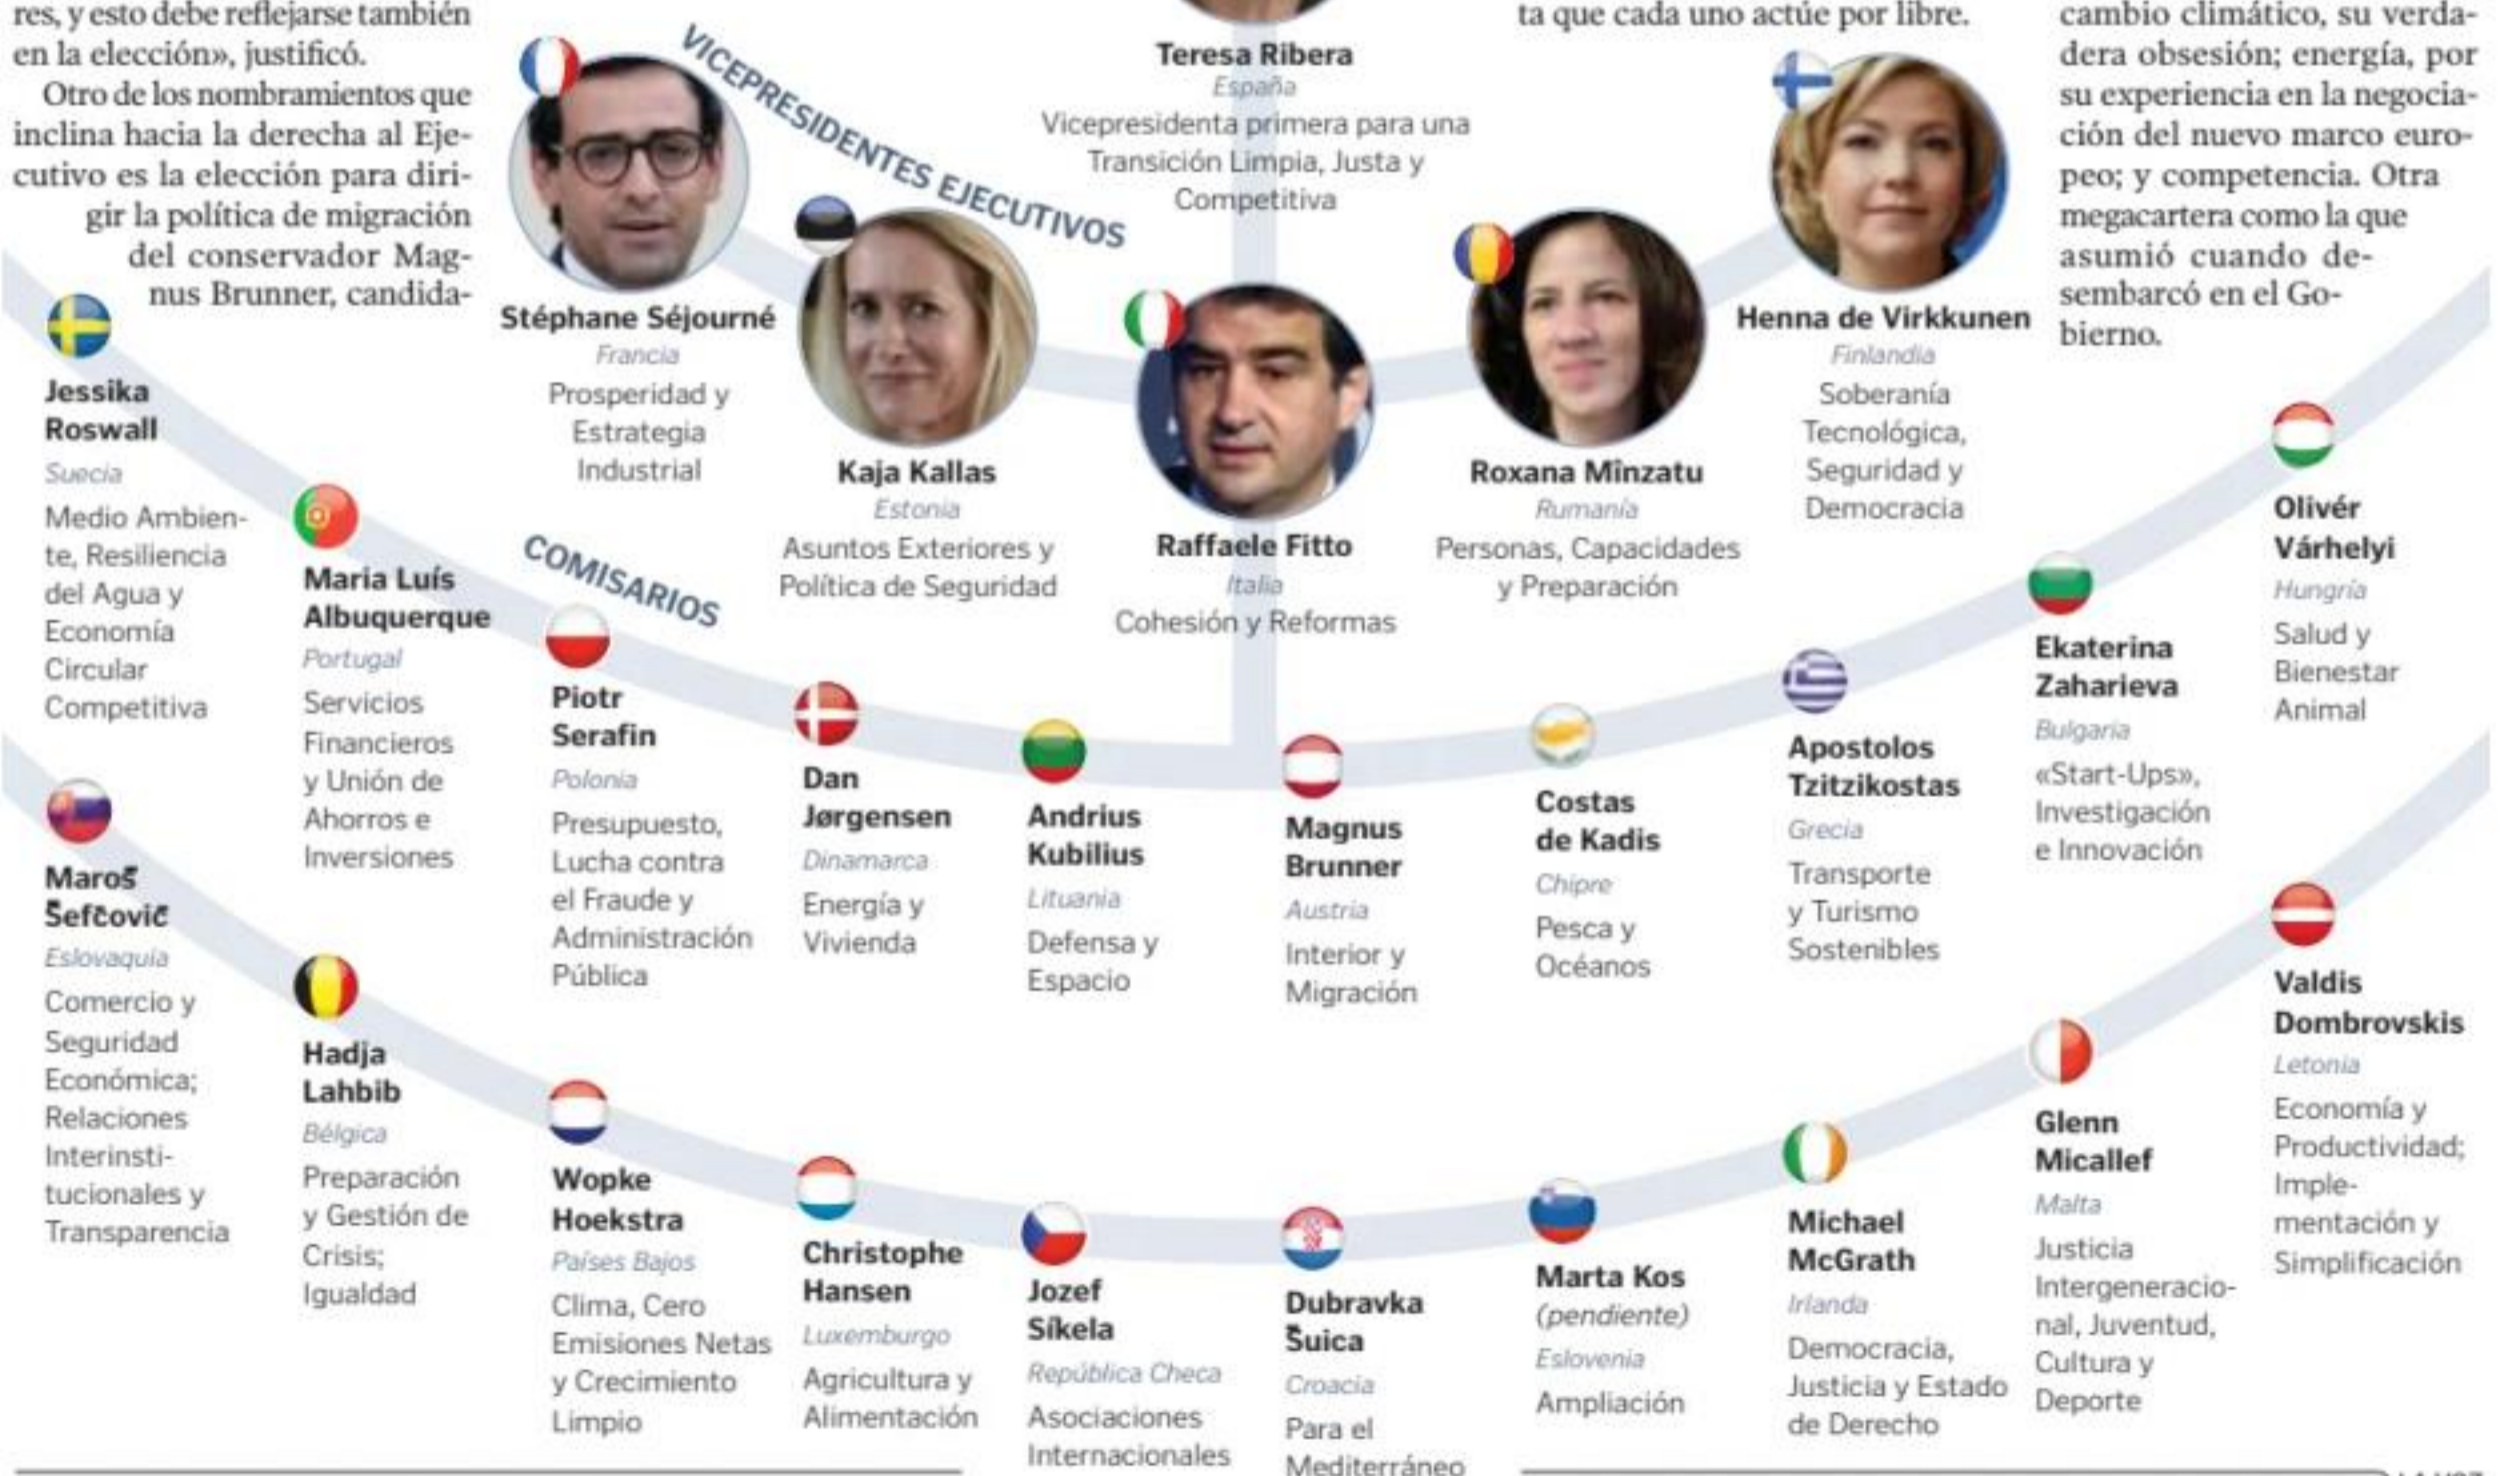 res, y esto debe reflejarse también
en la elección», justificó.
Otro de los nombramientos que
inclina hacia la derecha al Eje-
cutivo es la elección para diri-
gir la política de migración
del conservador Mag-
nus Brunner, candida-
ta que cada uno actúe por libre.
cambio climático, su verda-
dera obsesión; energía, por
su experiencia en la negocia-
ción del nuevo marco euro-
peo; y competencia. Otra
megacartera como la que
asumió cuando de-
sembarcó en el Go-
bierno.
Teresa Ribera
España
Vicepresidenta primera para una
Transición Limpia, Justa y
Competitiva
VICEPRESIDENTES EJECUTIVOS
Stéphane Séjourné
Francia
Prosperidad y
Estrategia
Industrial
Kaja Kallas
Estonia
Asuntos Exteriores y
Política de Seguridad
Raffaele Fitto
Italia
Cohesión y Reformas
Roxana Mînzatu
Rumanía
Personas, Capacidades
y Preparación
Henna de Virkkunen
Finlandia
Soberanía
Tecnológica,
Seguridad y
Democracia
COMISARIOS
Jessika
Roswall
Suecia
Medio Ambien-
te, Resiliencia
del Agua y
Economía
Circular
Competitiva
Maria Luís
Albuquerque
Portugal
Servicios
Financieros
y Unión de
Ahorros e
Inversiones
Piotr
Serafin
Polonia
Presupuesto,
Lucha contra
el Fraude y
Administración
Pública
Dan
Jørgensen
Dinamarca
Energía y
Vivienda
Andrius
Kubilius
Lituania
Defensa y
Espacio
Magnus
Brunner
Austria
Interior y
Migración
Costas
de Kadis
Chipre
Pesca y
Océanos
Apostolos
Tzitzikostas
Grecia
Transporte
y Turismo
Sostenibles
Ekaterina
Zaharieva
Bulgaria
«Start-Ups»,
Investigación
e Innovación
Olivér
Várhelyi
Hungría
Salud y
Bienestar
Animal
Maroš
Šefčovič
Eslovaquia
Comercio y
Seguridad
Económica;
Relaciones
Interinsti-
tucionales y
Transparencia
Hadja
Lahbib
Bélgica
Preparación
y Gestión de
Crisis;
Igualdad
Wopke
Hoekstra
Países Bajos
Clima, Cero
Emisiones Netas
y Crecimiento
Limpio
Christophe
Hansen
Luxemburgo
Agricultura y
Alimentación
Jozef
Síkela
República Checa
Asociaciones
Internacionales
Dubravka
Šuica
Croacia
Para el
Mediterráneo
Marta Kos
(pendiente)
Eslovenia
Ampliación
Michael
McGrath
Irlanda
Democracia,
Justicia y Estado
de Derecho
Glenn
Micallef
Malta
Justicia
Intergeneracio-
nal, Juventud,
Cultura y
Deporte
Valdis
Dombrovskis
Letonia
Economía y
Productividad;
Imple-
mentación y
Simplificación